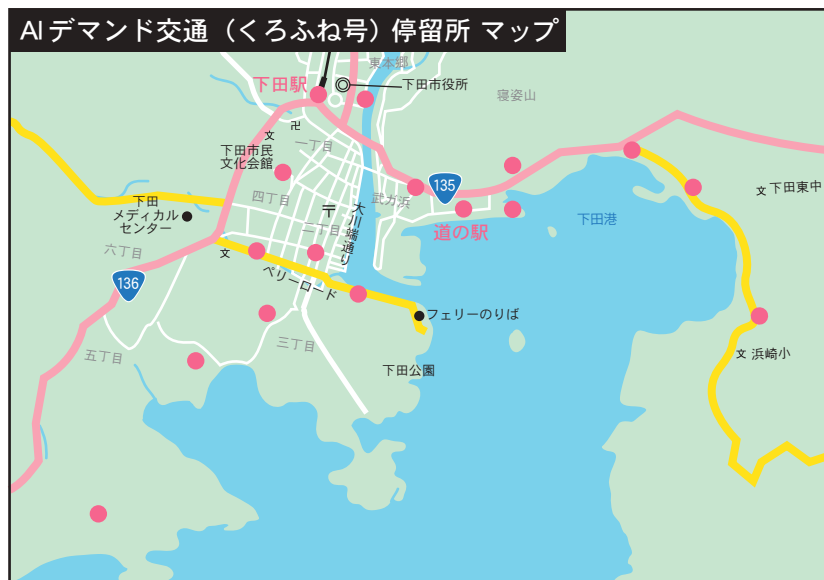 AIデマンド交通（くろふね号）停留所 マップ
東本郷
下田駅
下田市役所
寝姿山
文
卍
一丁目
下田市民
文化会館
135
下田東中
文
四丁目
武ガ浜
下田
メディカル
センター
〒
大川端通り
二丁目
道の駅
下田港
六丁目
文
ペリーロード
136
フェリーのりば
三丁目
五丁目
下田公園
文
浜崎小